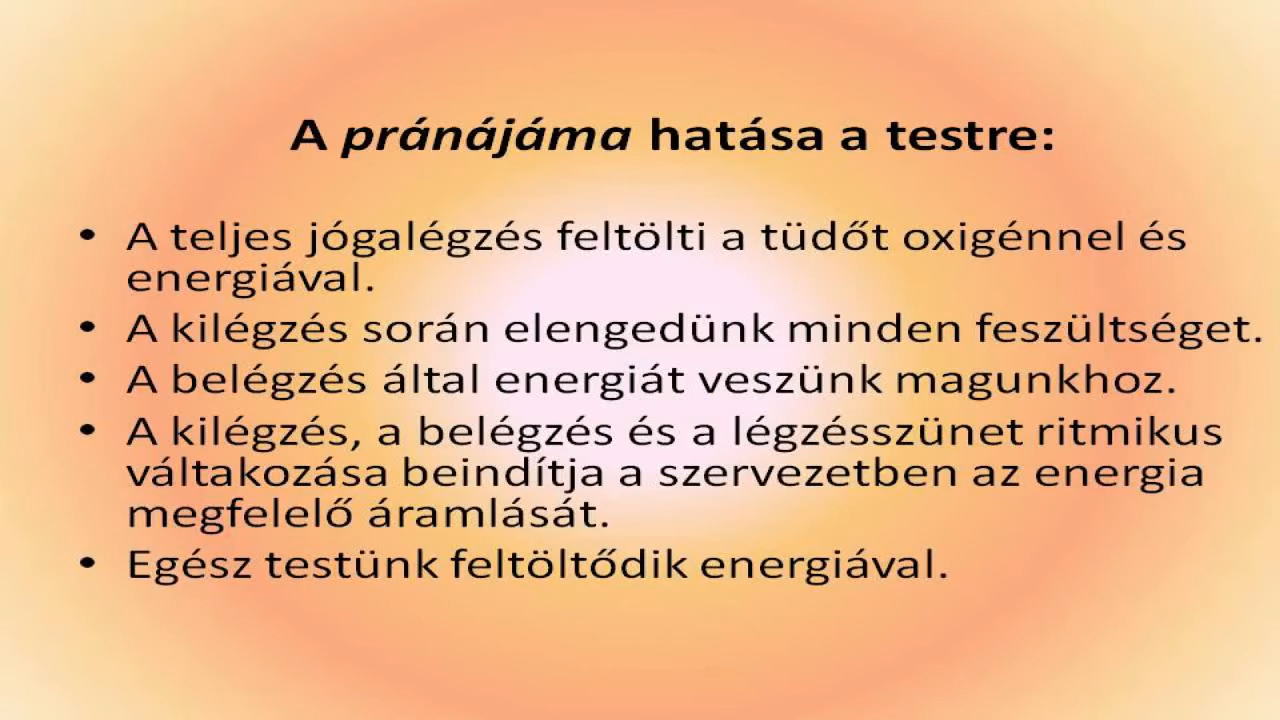 A pránájáma hatása a testre:
• A teljes jógalégzés feltölti a tüdőt oxigénnel és
energiával.
• A kilégzés során elengedünk minden feszültséget.
• A belégzés által energiát veszünk magunkhoz.
• A kilégzés, a belégzés és a légzésszünet ritmikus
váltakozása beindítja a szervezetben az energia
megfelelő áramlását.
• Egész testünk feltöltődik energiával.